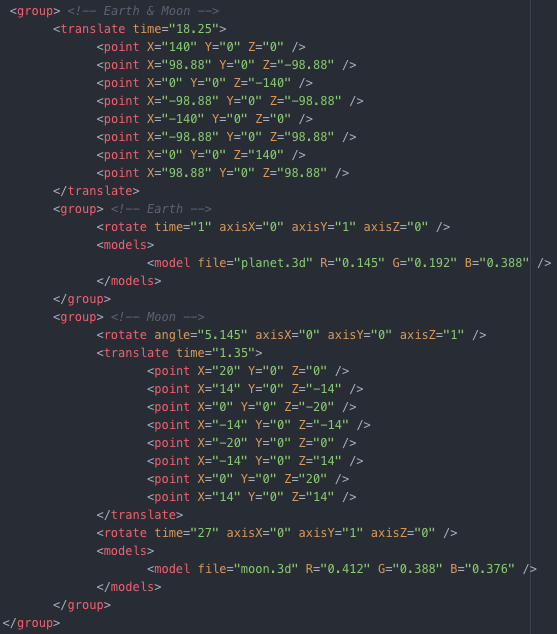 <group> <!-- Earth & Moon -->
<translate time="18.25">
<point X="140" Y="0" Z="0" />
<point X="98.88" Y="0" Z="-98.88" />
<point X="0" Y="0" Z="-140" />
<point X="-98.88" Y="0" Z="-98.88" />
<point X="-140" Y="0" Z="0" />
<point X="-98.88" Y="0" Z="98.88" />
<point X="0" Y="0" Z="140" />
<point X="98.88" Y="0" Z="98.88" />
</translate>
<group> <!-- Earth -->
<rotate time="1" axisX="0" axisY="1" axisZ="0" />
<models>
<model file="planet.3d" R="0.145" G="0.192" B="0.388" />
</models>
</group>
<group> <!-- Moon -->
<rotate angle="5.145" axisX="0" axisY="0" axisZ="1" />
<translate time="1.35">
<point X="20" Y="0" Z="0" />
<point X="14" Y="0" Z="-14" />
<point X="0" Y="0" Z="-20" />
<point X="-14" Y="0" Z="-14" />
<point X="-20" Y="0" Z="0" />
<point X="-14" Y="0" Z="14" />
<point X="0" Y="0" Z="20" />
<point X="14" Y="0" Z="14" />
</translate>
<rotate time="27" axisX="0" axisY="1" axisZ="0" />
<models>
<model file="moon.3d" R="0.412" G="0.388" B="0.376" />
</models>
</group>
</group>